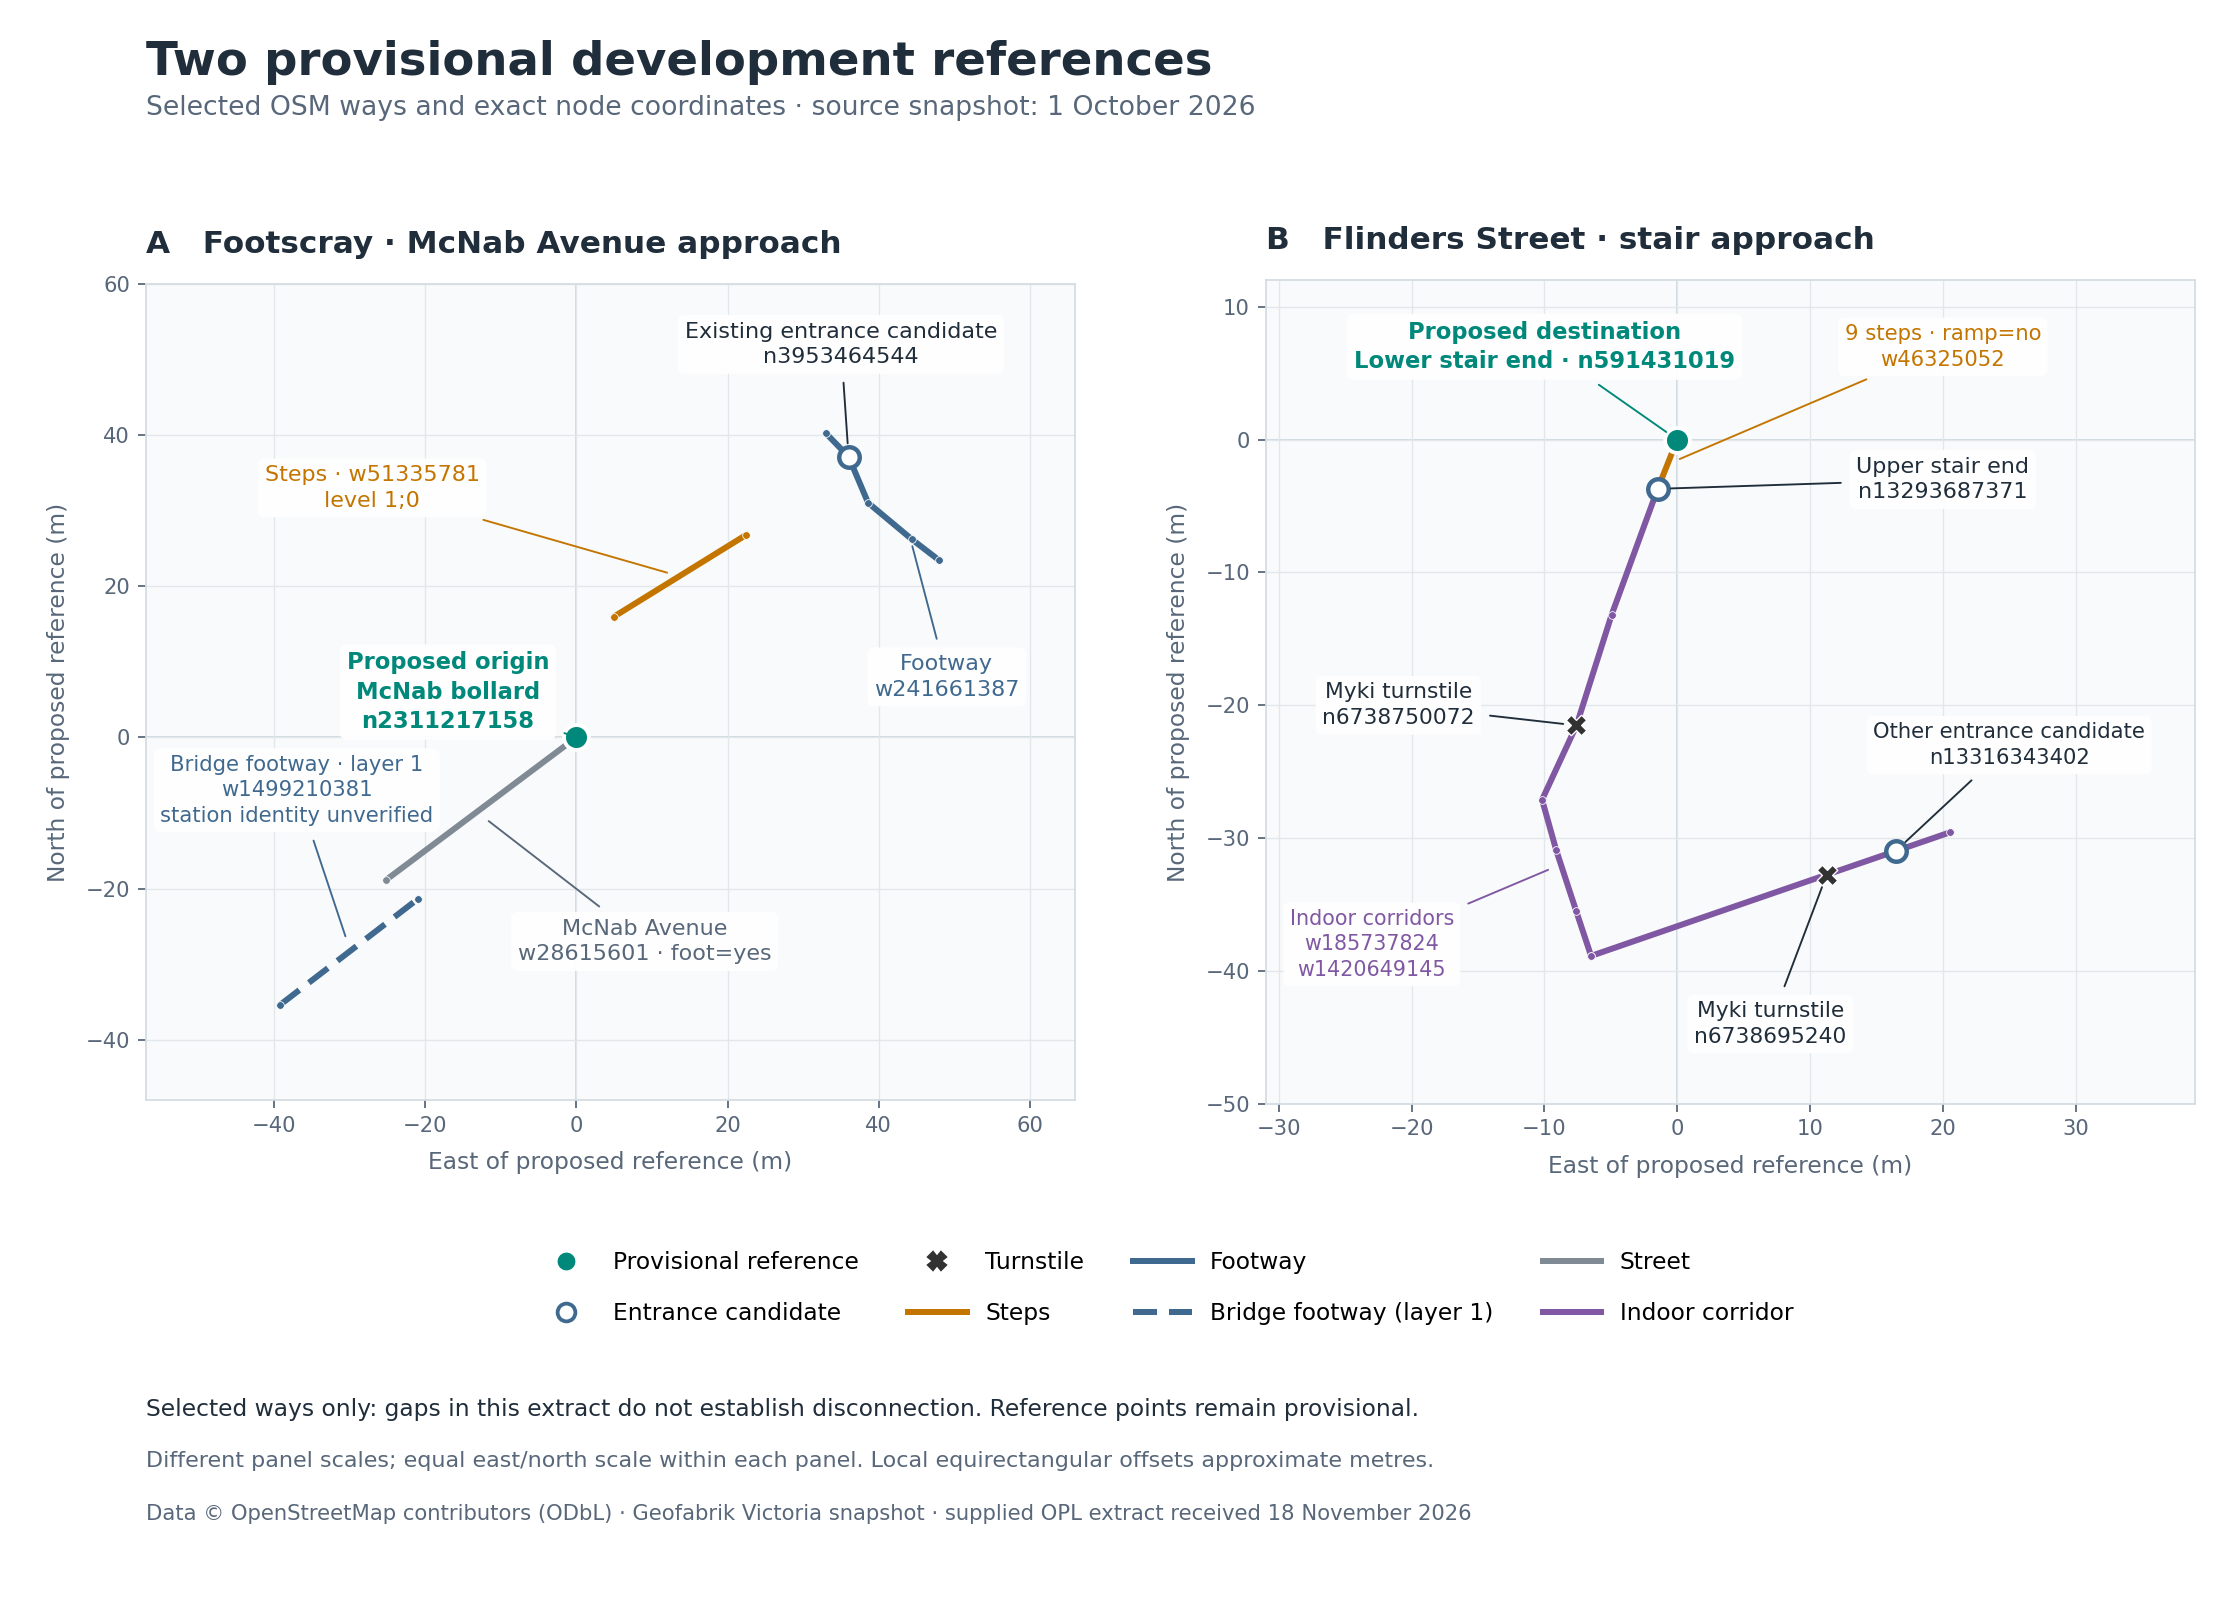 Two provisional development references
Selected OSM ways and exact node coordinates · source snapshot: 1 October 2026
A Footscray · McNab Avenue approach
60
40
20
0
−20
−40
−40
−20
0
20
40
60
North of proposed reference (m)
East of proposed reference (m)
Existing entrance candidate
n3953464544
Steps · w51335781
level 1;0
Proposed origin
McNab bollard
n2311217158
Footway
w241661387
Bridge footway · layer 1
w1499210381
station identity unverified
McNab Avenue
w28615601 · foot=yes
B Flinders Street · stair approach
10
0
−10
−20
−30
−40
−50
−30
−20
−10
0
10
20
30
North of proposed reference (m)
East of proposed reference (m)
Proposed destination
Lower stair end · n591431019
9 steps · ramp=no
w46325052
Upper stair end
n13293687371
Myki turnstile
n6738750072
Other entrance candidate
n13316343402
Indoor corridors
w185737824
w1420649145
Myki turnstile
n6738695240
Provisional reference
Turnstile
Footway
Street
Entrance candidate
Steps
Bridge footway (layer 1)
Indoor corridor
Selected ways only: gaps in this extract do not establish disconnection. Reference points remain provisional.
Different panel scales; equal east/north scale within each panel. Local equirectangular offsets approximate metres.
Data © OpenStreetMap contributors (ODbL) · Geofabrik Victoria snapshot · supplied OPL extract received 18 November 2026